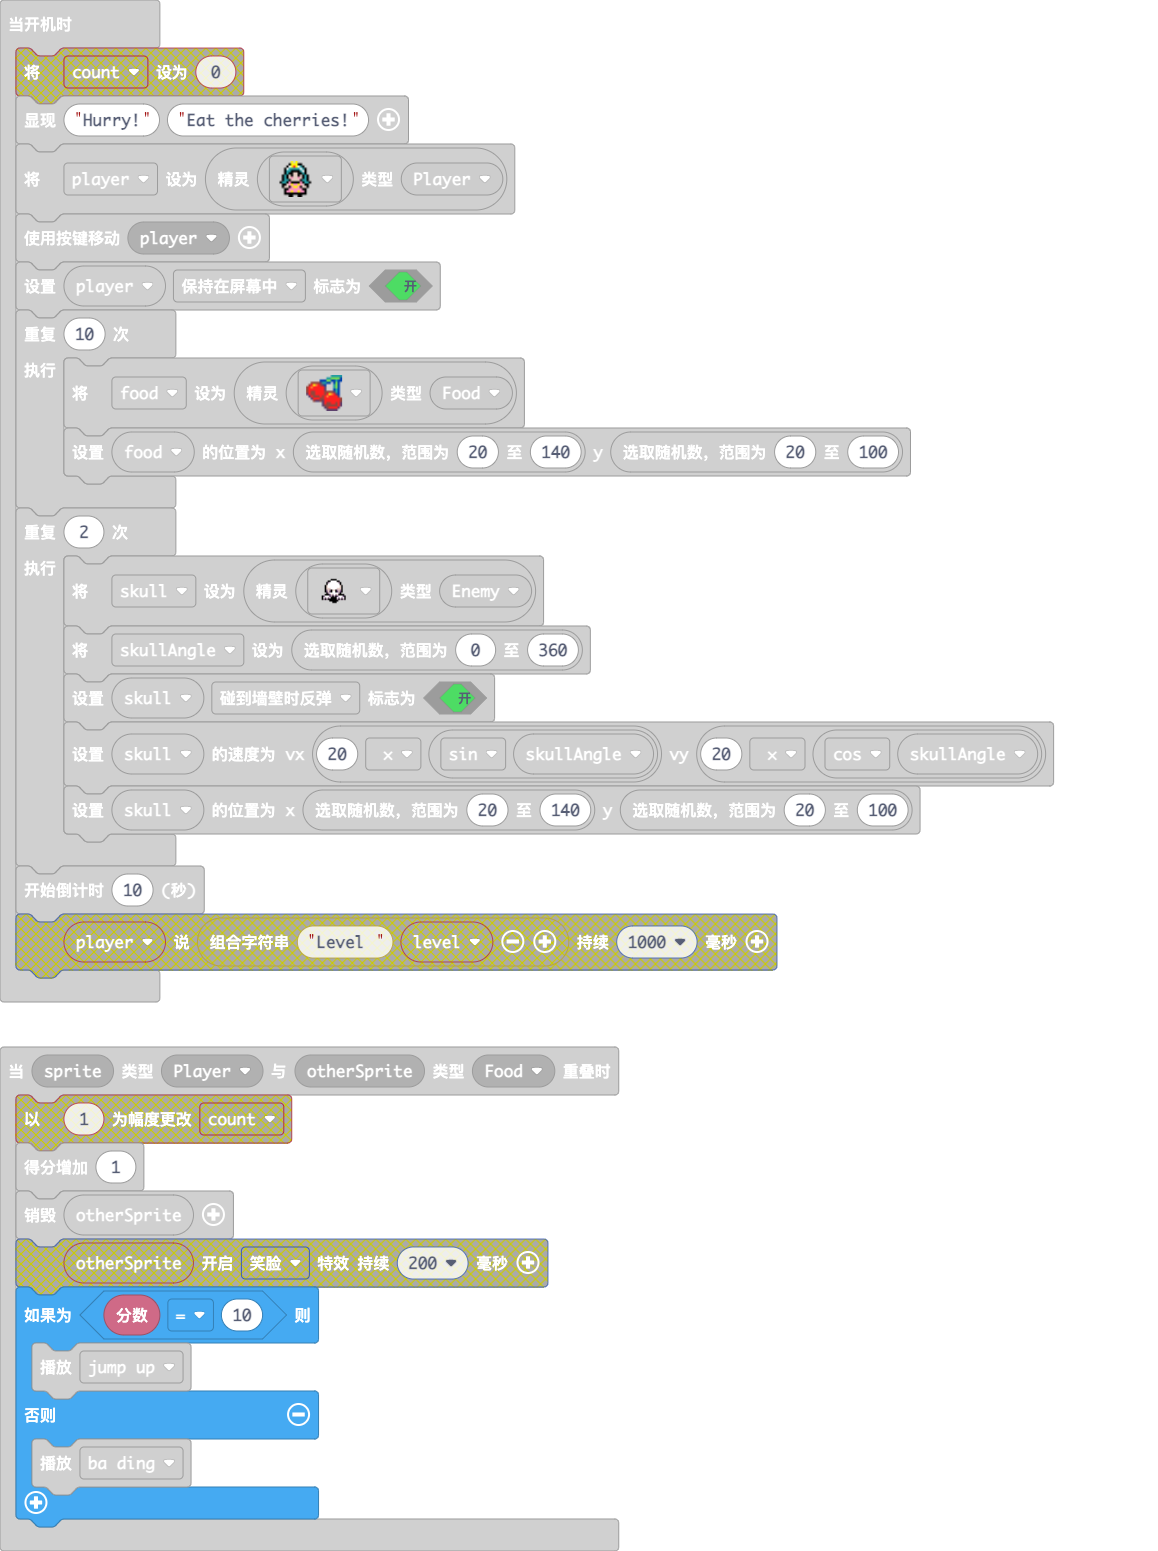 当开机时
将 count 设为 0
显现 "Hurry!" "Eat the cherries!"
将 player 设为 精灵 类型 Player
使用按键移动 player
设置 player 保持在屏幕中 标志为 开
重复 10 次
执行
将 food 设为 精灵 类型 Food
设置 food 的位置为 x 选取随机数，范围为 20 至 140 y 选取随机数，范围为 20 至 100
重复 2 次
执行
将 skull 设为 精灵 类型 Enemy
将 skullAngle 设为 选取随机数，范围为 0 至 360
设置 skull 碰到墙壁时反弹 标志为 开
设置 skull 的速度为 vx 20 x sin skullAngle vy 20 x cos skullAngle
设置 skull 的位置为 x 选取随机数，范围为 20 至 140 y 选取随机数，范围为 20 至 100
开始倒计时 10 (秒)
player 说 组合字符串 "Level " level 持续 1000 毫秒
当 sprite 类型 Player 与 otherSprite 类型 Food 重叠时
以 1 为幅度更改 count
得分增加 1
销毁 otherSprite
otherSprite 开启 笑脸 特效 持续 200 毫秒
如果为 分数 = 10 则
播放 jump up
否则
播放 ba ding